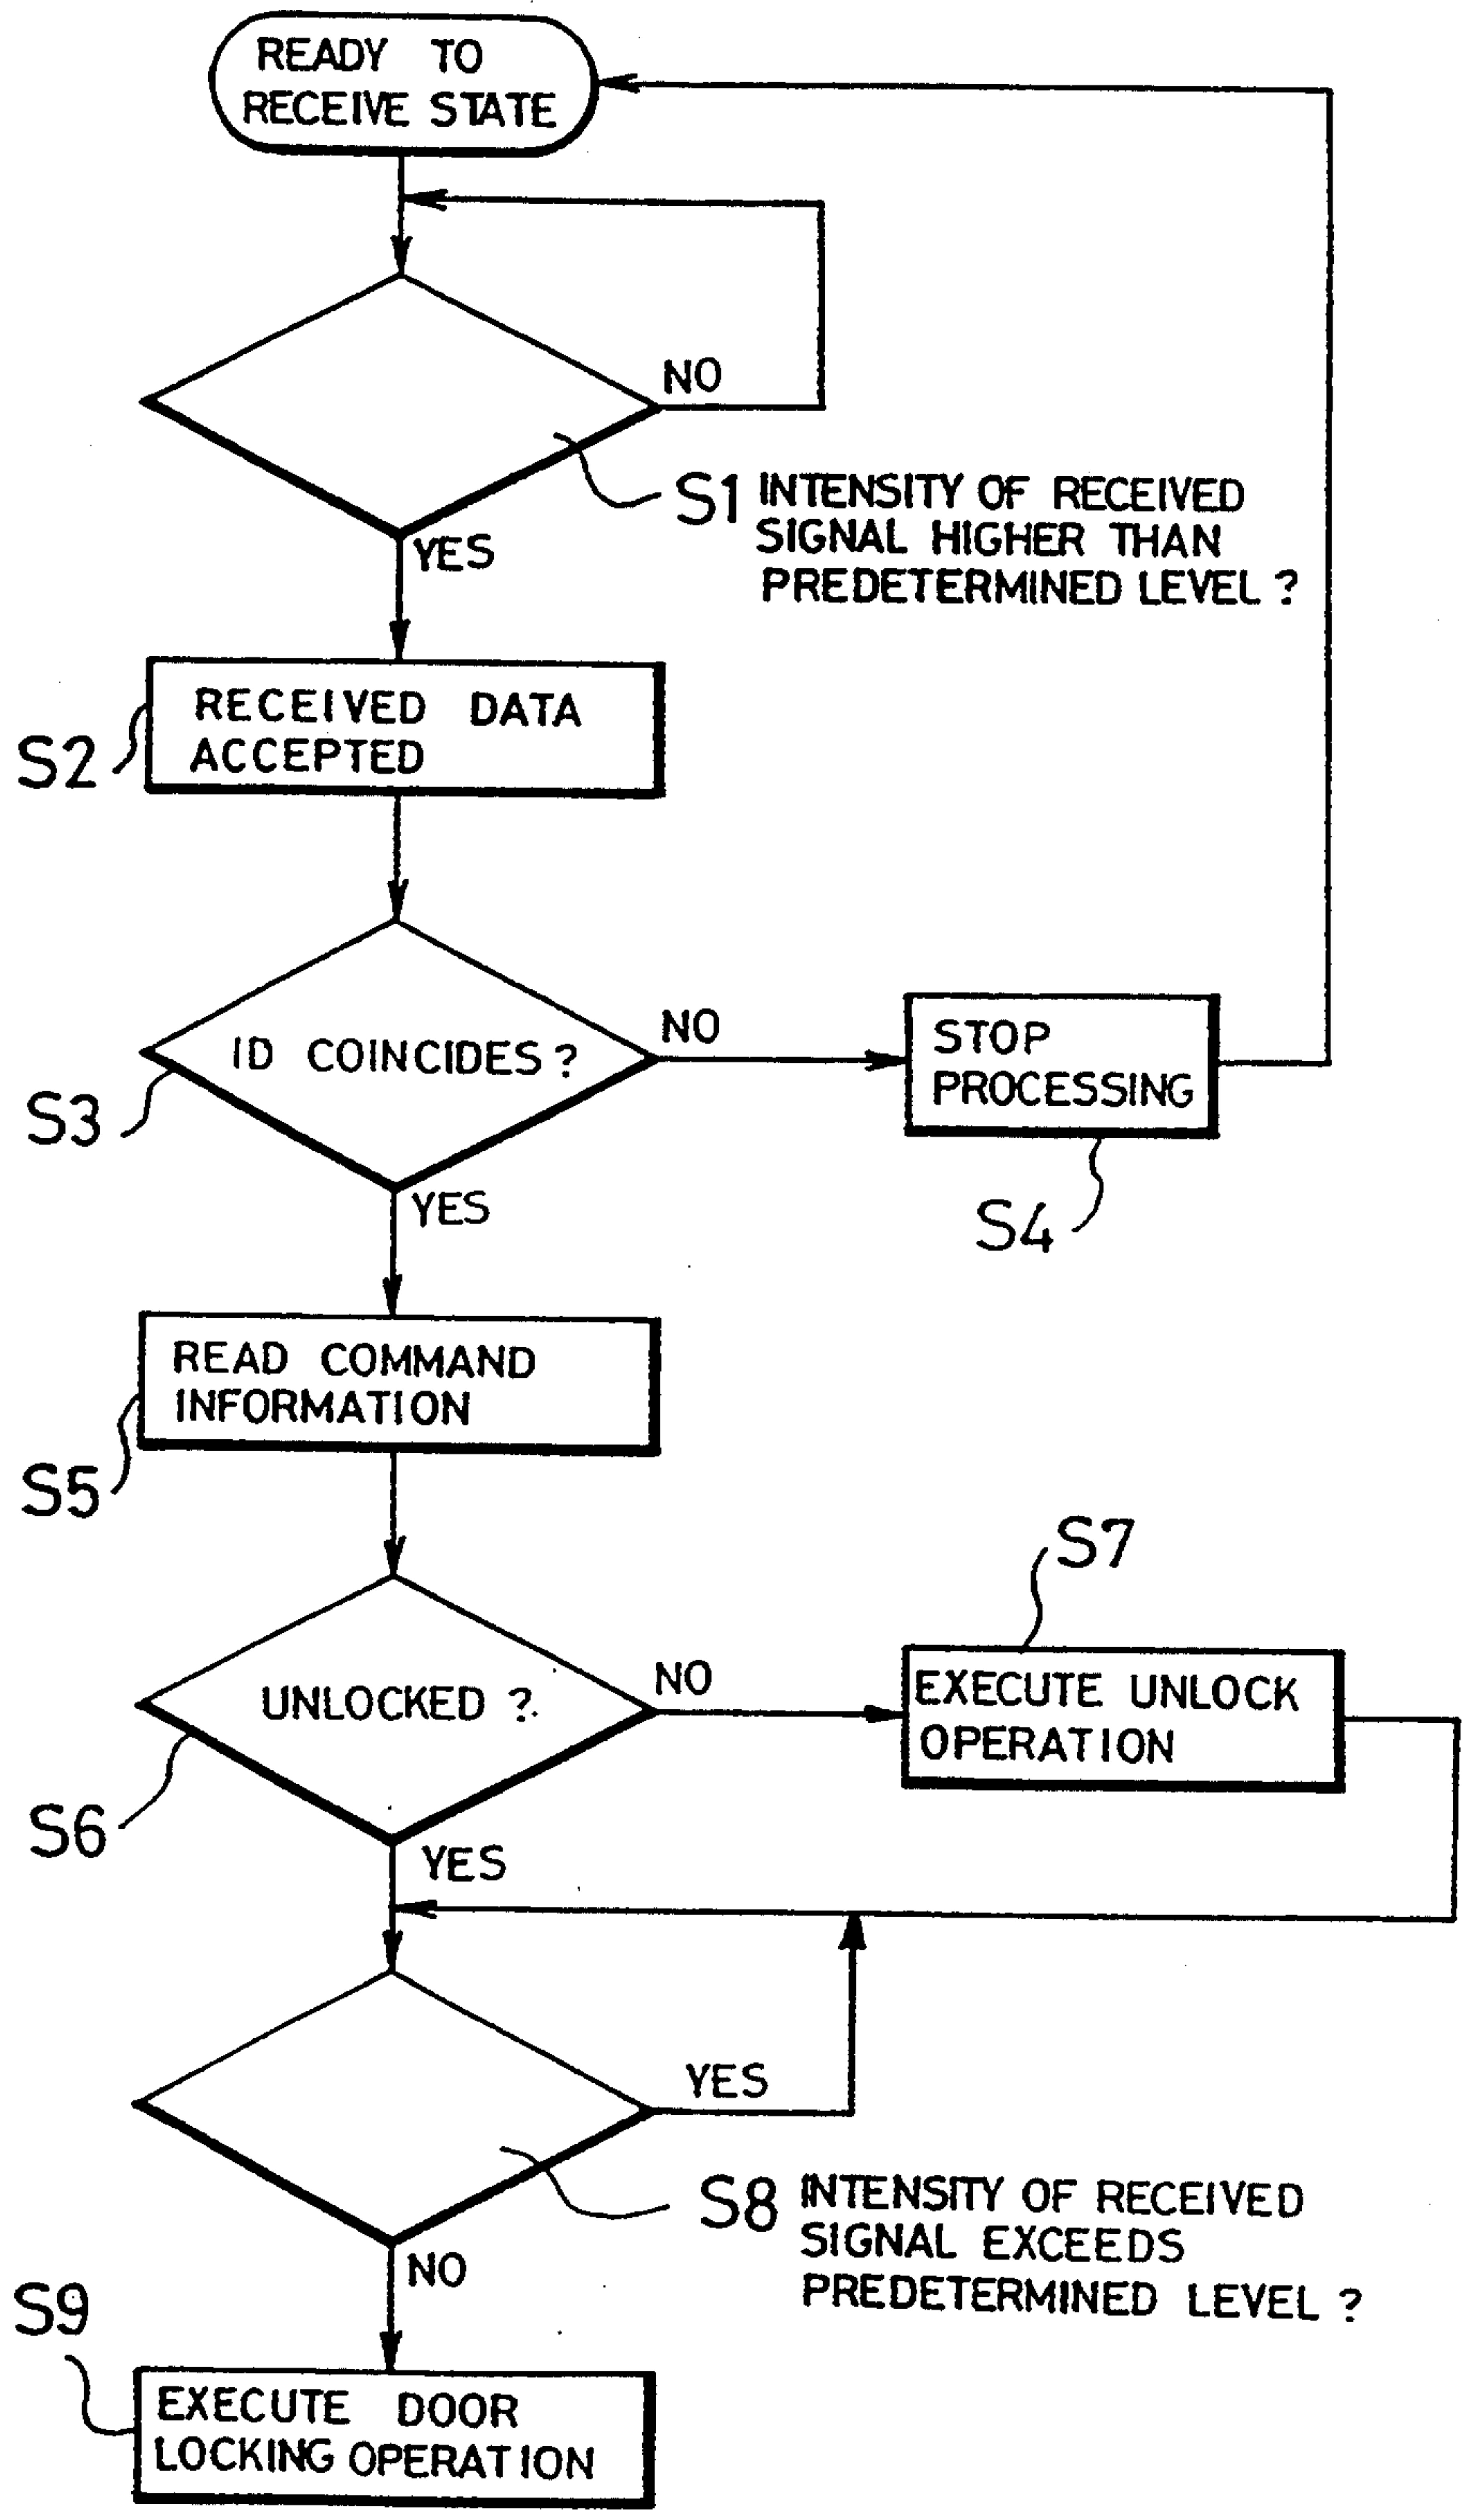 READY TO
RECEIVE STATE
NO
S1 INTENSITY OF RECEIVED
SIGNAL HIGHER THAN
PREDETERMINED LEVEL ?
YES
RECEIVED DATA
ACCEPTED
S2
ID COINCIDES ?
NO
STOP
PROCESSING
S3
YES
S4
READ COMMAND
INFORMATION
S5
S7
UNLOCKED ?
NO
EXECUTE UNLOCK
OPERATION
S6
YES
YES
S8 INTENSITY OF RECEIVED
SIGNAL EXCEEDS
PREDETERMINED LEVEL ?
NO
S9
EXECUTE DOOR
LOCKING OPERATION